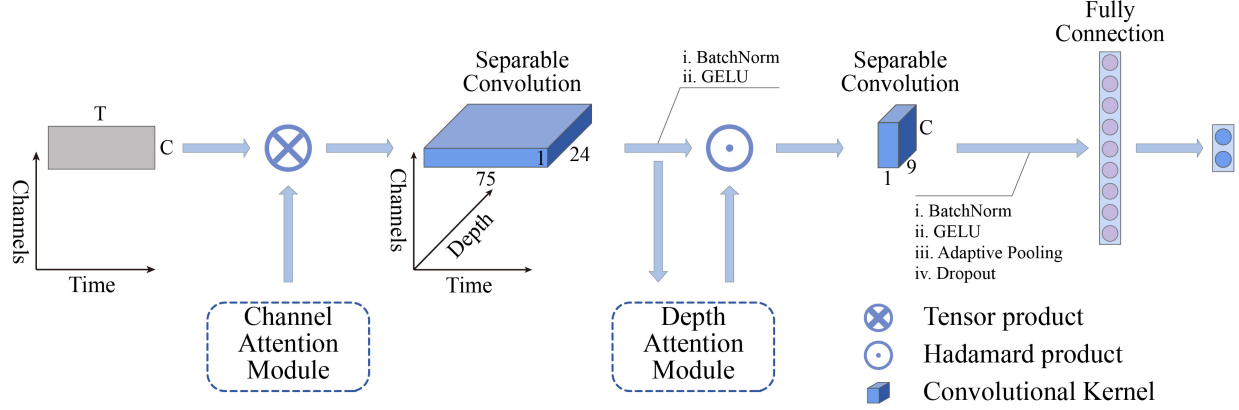 T
C
Channels
Time
Channel
Attention
Module
Separable
Convolution
1
24
75
Channels
Depth
Time
i. BatchNorm
ii. GELU
Depth
Attention
Module
Separable
Convolution
C
9
1
i. BatchNorm
ii. GELU
iii. Adaptive Pooling
iv. Dropout
Fully
Connection
Tensor product
Hadamard product
Convolutional Kernel